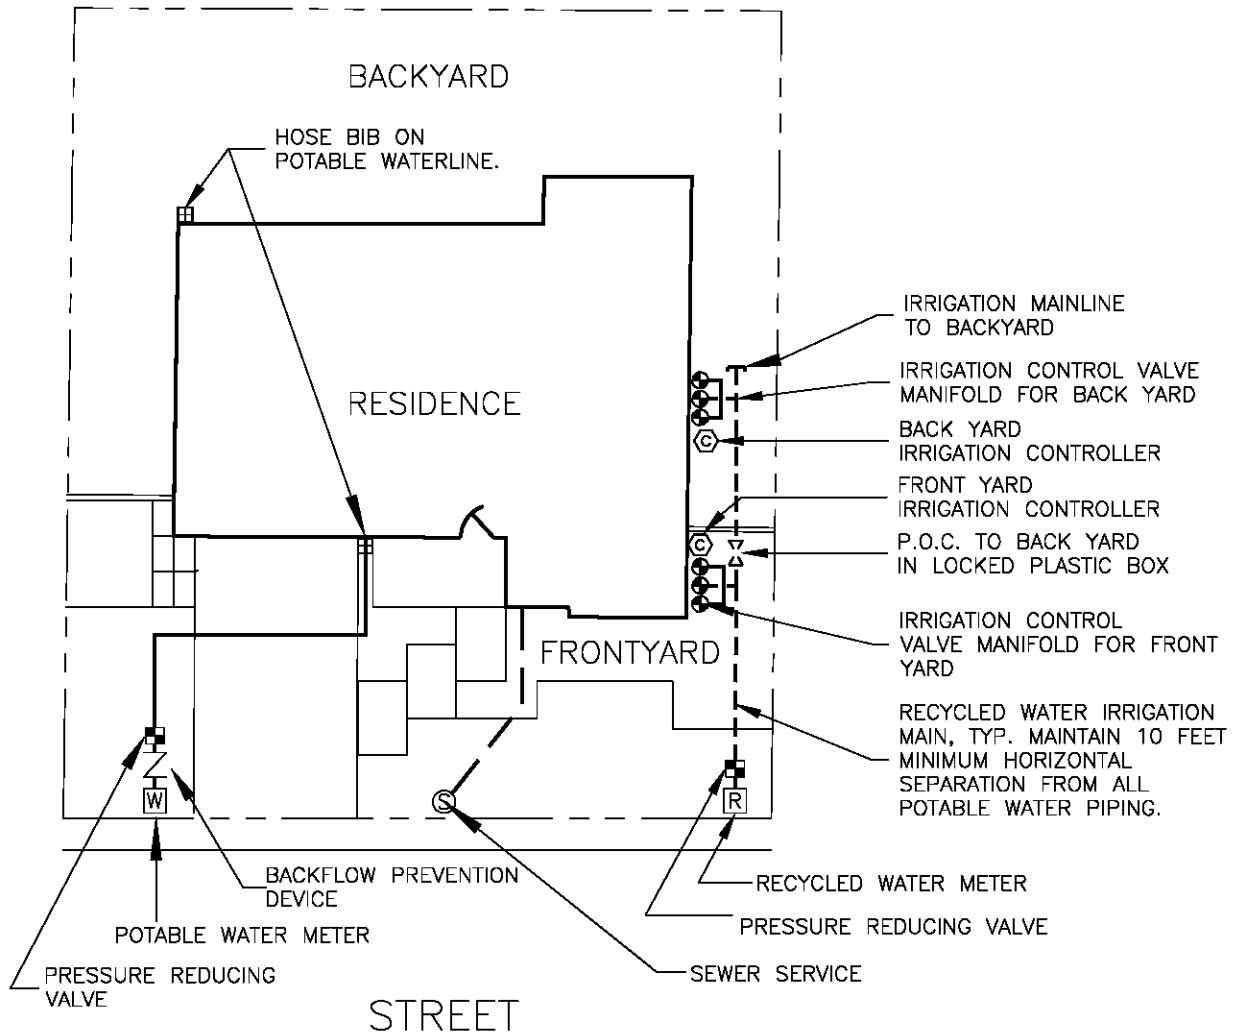 BACKYARD
HOSE BIB ON
POTABLE WATERLINE.
IRRIGATION MAINLINE
TO BACKYARD
IRRIGATION CONTROL VALVE
MANIFOLD FOR BACK YARD
RESIDENCE
BACK YARD
IRRIGATION CONTROLLER
C
FRONT YARD
IRRIGATION CONTROLLER
C
P.O.C. TO BACK YARD
IN LOCKED PLASTIC BOX
IRRIGATION CONTROL
VALVE MANIFOLD FOR FRONT
YARD
FRONTYARD
RECYCLED WATER IRRIGATION
MAIN, TYP. MAINTAIN 10 FEET
MINIMUM HORIZONTAL
SEPARATION FROM ALL
POTABLE WATER PIPING.
W
S
R
BACKFLOW PREVENTION
DEVICE
RECYCLED WATER METER
POTABLE WATER METER
PRESSURE REDUCING VALVE
PRESSURE REDUCING
VALVE
SEWER SERVICE
STREET